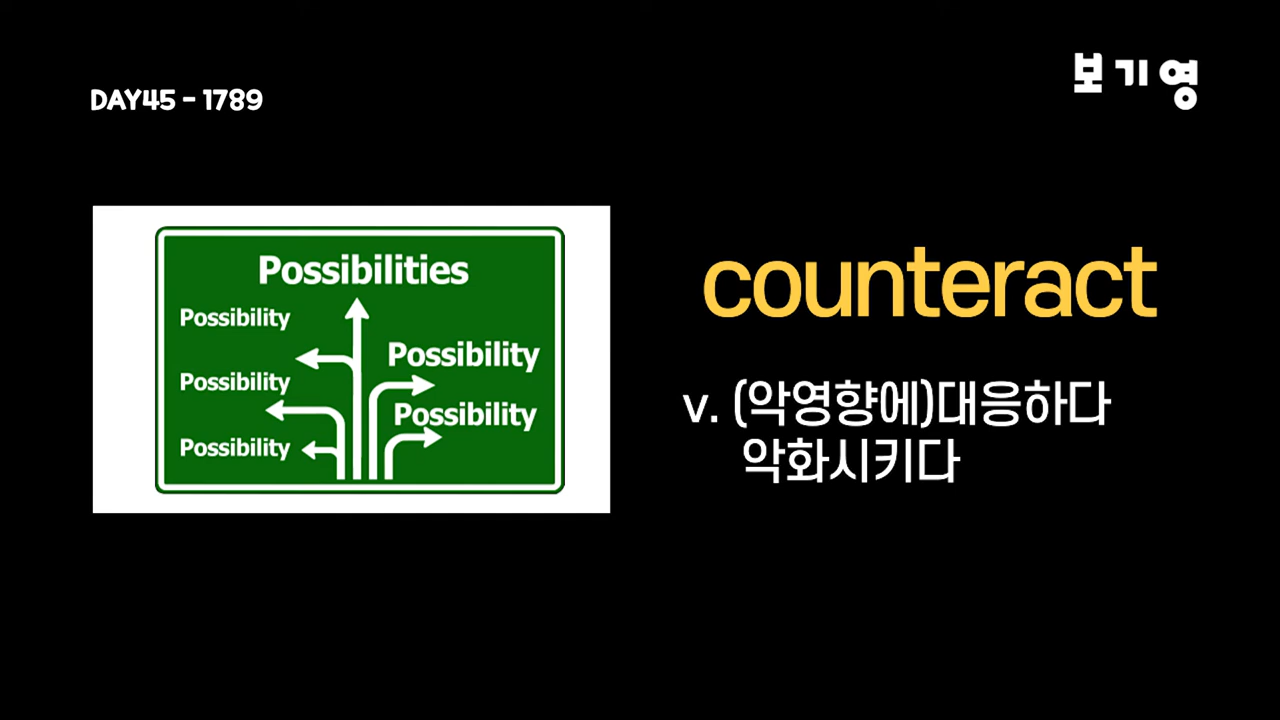 DAY45 - 1789
보기영
Possibilities
Possibility
Possibility
Possibility
Possibility
Possibility
counteract
v. (악영향에)대응하다
악화시키다